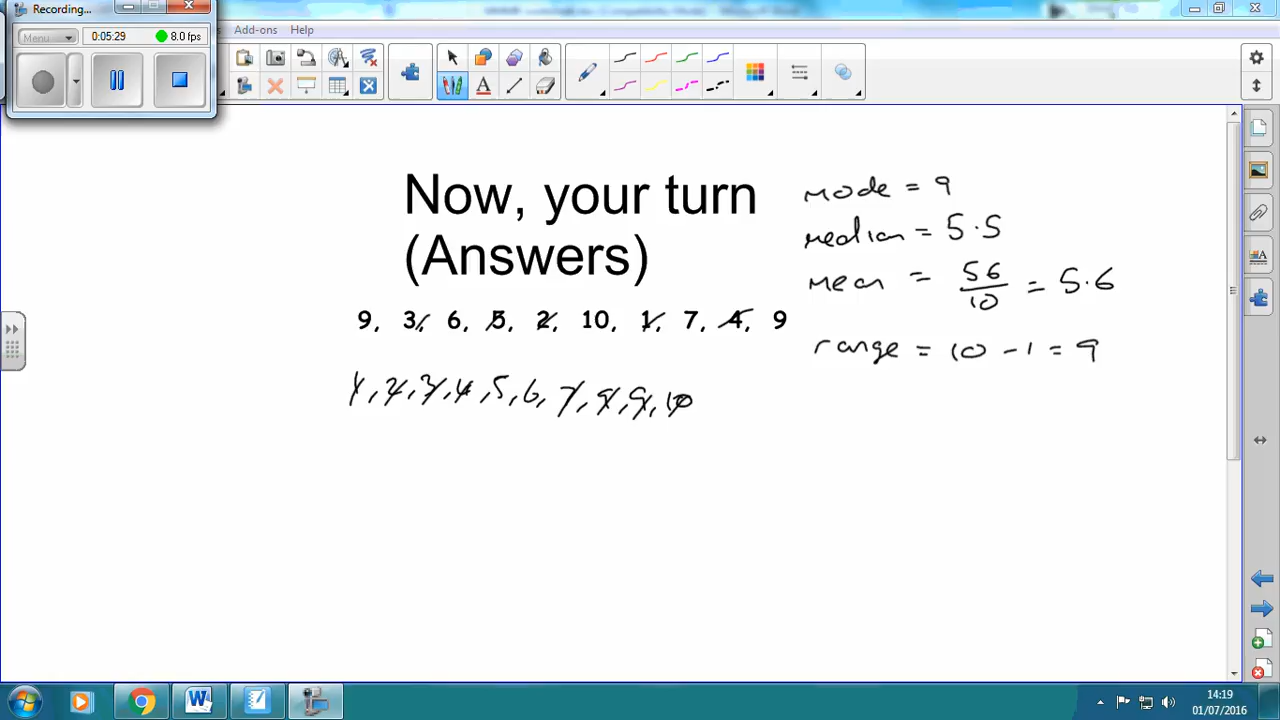 Recording...
Menu
0:05:29
8.0 fps
Add-ons Help
Now, your turn
(Answers)
9, 3, 6, 5, 2, 10, 1, 7, 4, 9
1, 2, 3, 4, 5, 6, 7, 9, 9, 10
mode = 9
median = 5.5
mean = 56/10 = 5.6
range = 10 - 1 = 9
14:19
01/07/2016